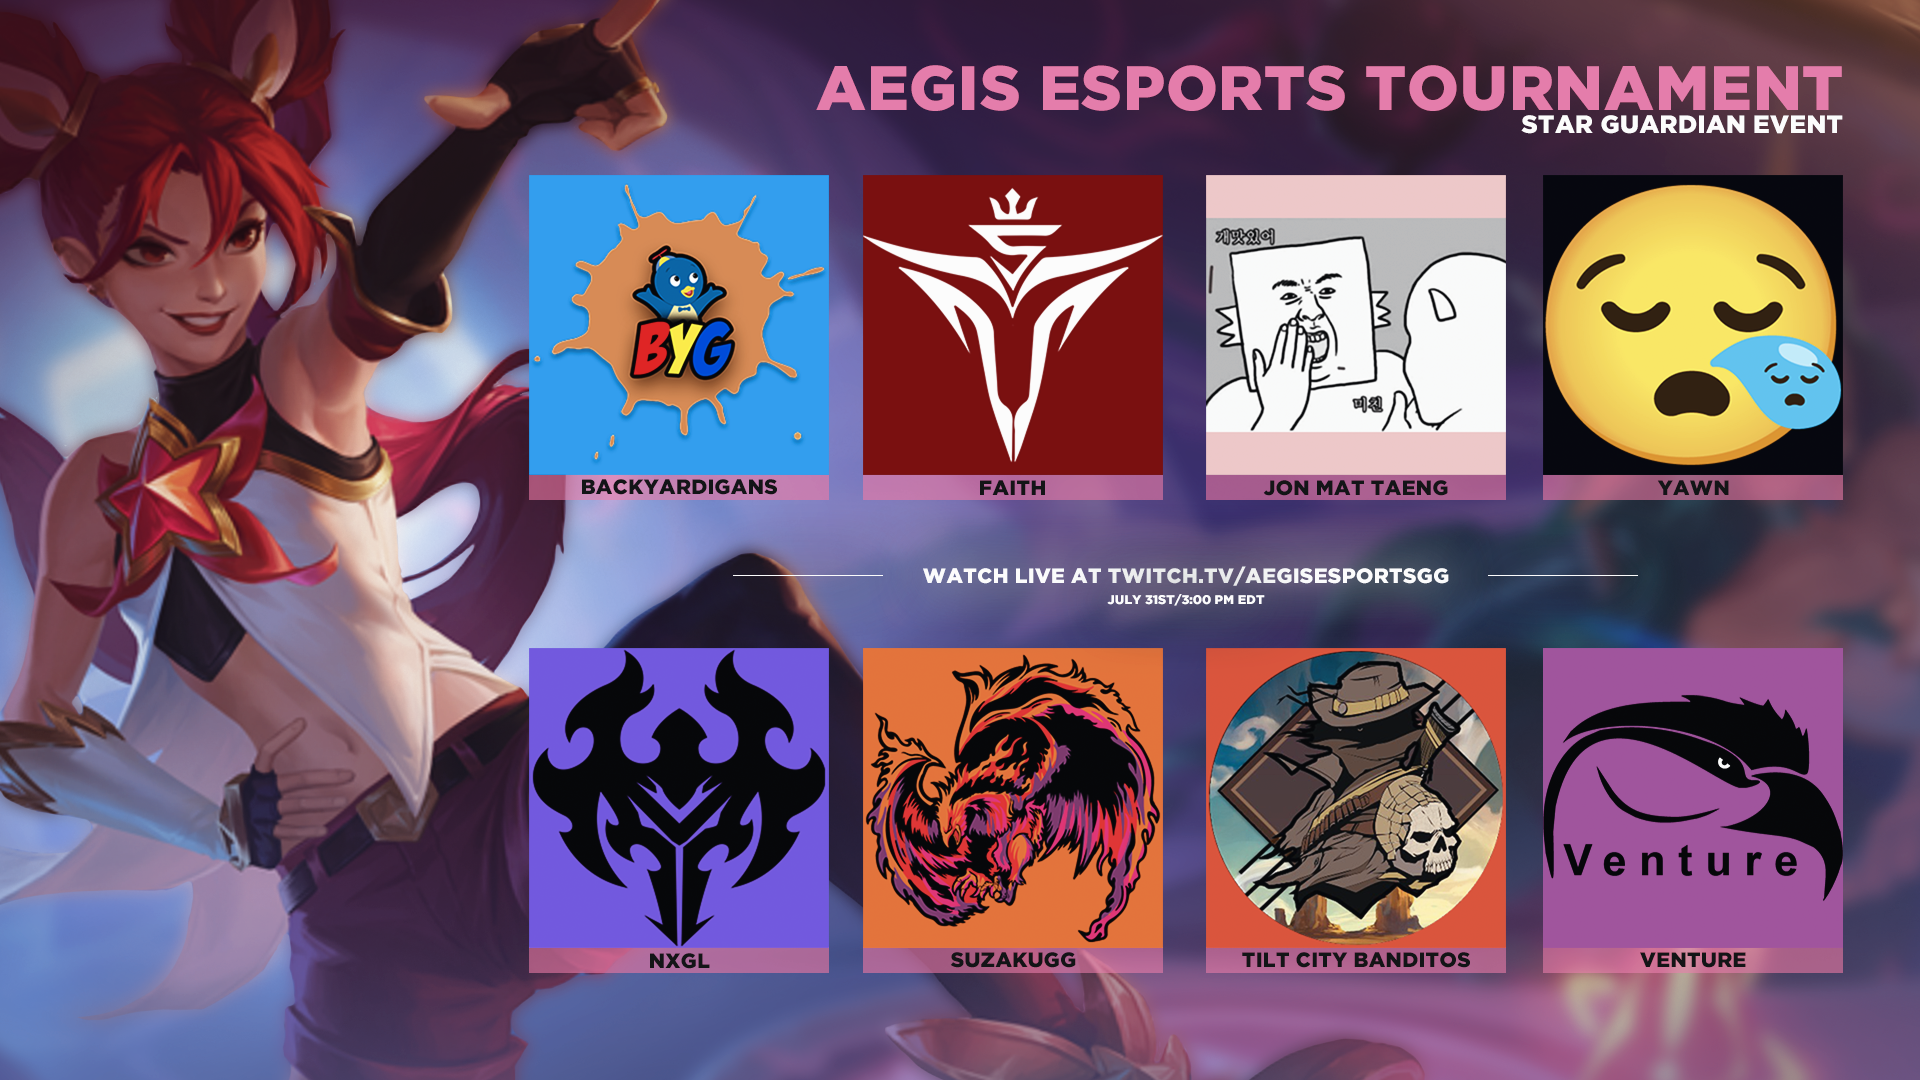 AEGIS ESPORTS TOURNAMENT
STAR GUARDIAN EVENT
BYG
개맛있어
미친
BACKYARDIGANS
FAITH
JON MAT TAENG
YAWN
WATCH LIVE AT TWITCH.TV/AEGISESPORTSGG
JULY 31ST/3:00 PM EDT
Venture
NXGL
SUZAKUGG
TILT CITY BANDITOS
VENTURE